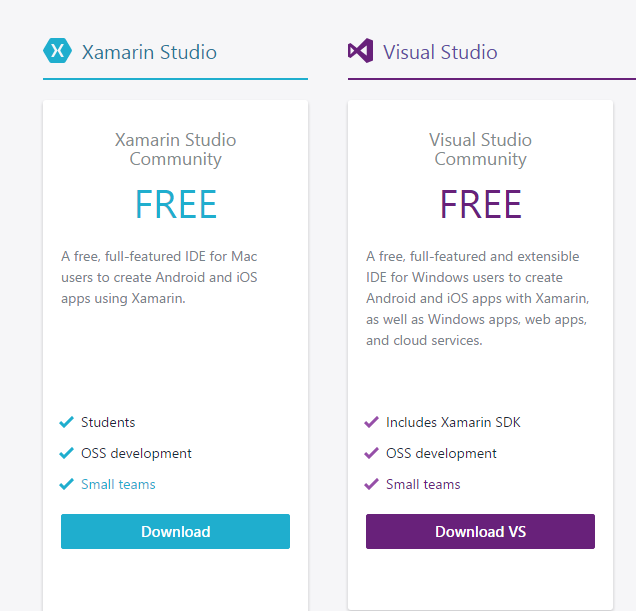 Xamarin Studio
Xamarin Studio
Community
FREE
A free, full-featured IDE for Mac
users to create Android and iOS
apps using Xamarin.
Students
OSS development
Small teams
Download
Visual Studio
Visual Studio
Community
FREE
A free, full-featured and extensible
IDE for Windows users to create
Android and iOS apps with Xamarin,
as well as Windows apps, web apps,
and cloud services.
Includes Xamarin SDK
OSS development
Small teams
Download VS